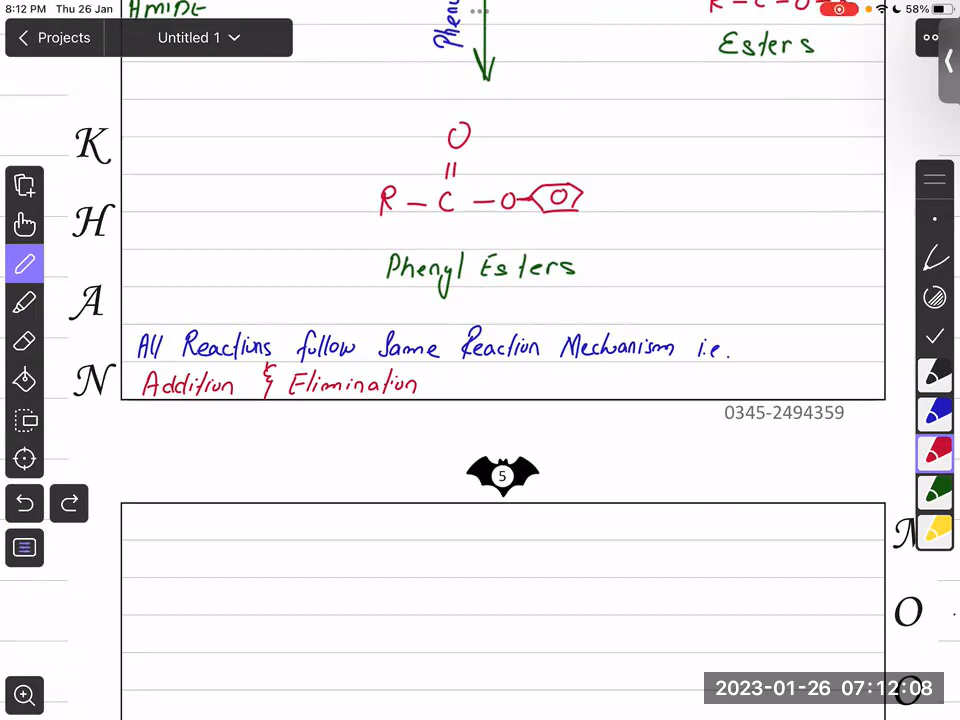 8:12 PM Thu 26 Jan
58%
AMIDE
Projects
Untitled 1
Esters
O
||
R — C — O
Phenyl Esters
All Reactions follow Same Reaction Mechanism i.e.
Addition & Elimination
K
H
A
N
0345-2494359
5
O
2023-01-26 07:12:08